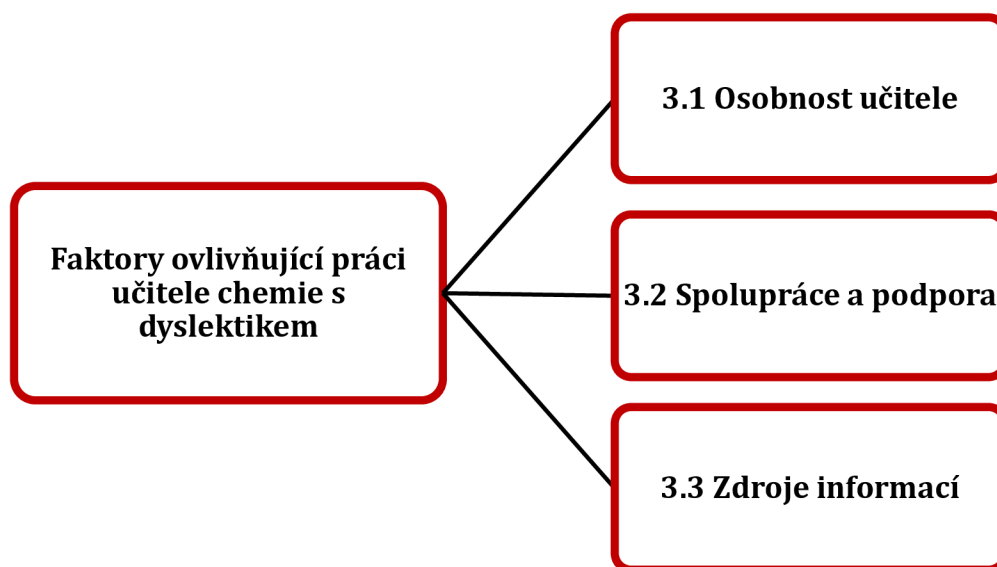 Faktory ovlivňující práci
učitele chemie s
dyslektikem
3.1 Osobnost učitele
3.2 Spolupráce a podpora
3.3 Zdroje informací